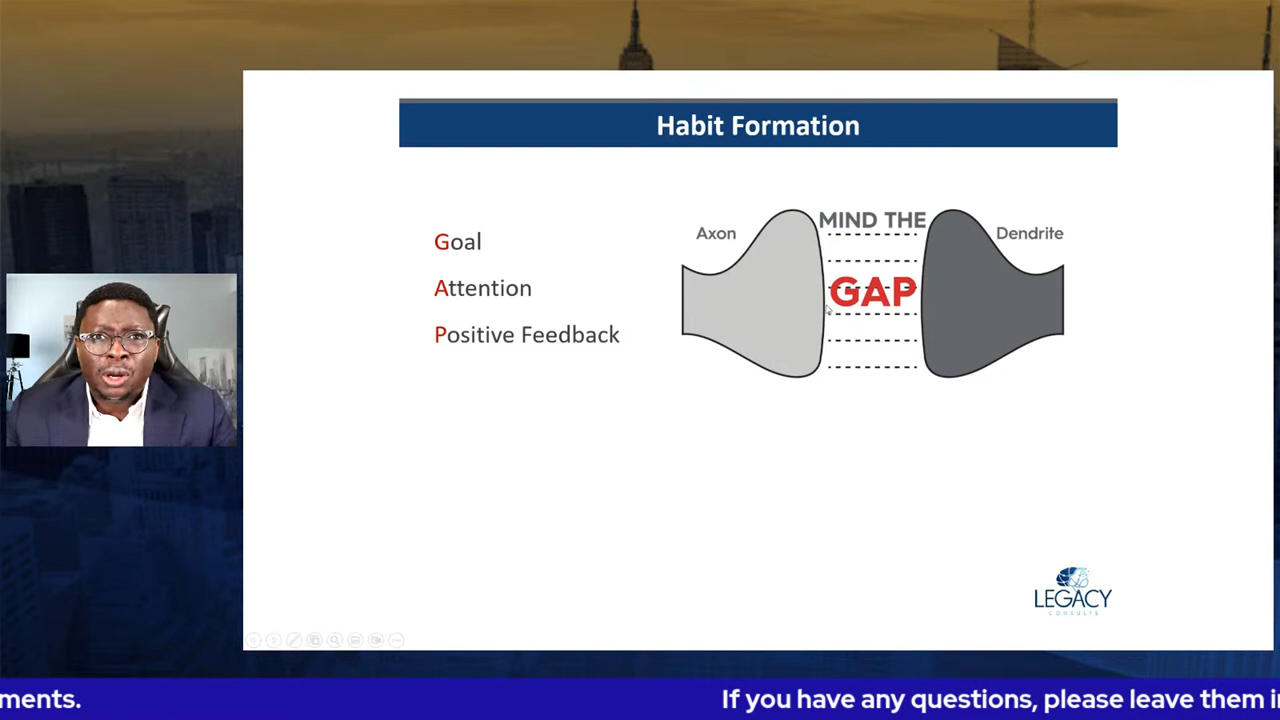 Habit Formation
Goal
Attention
Positive Feedback
Axon
MIND THE
GAP
Dendrite
LEGACY
CONSULTS
ments.
If you have any questions, please leave them i